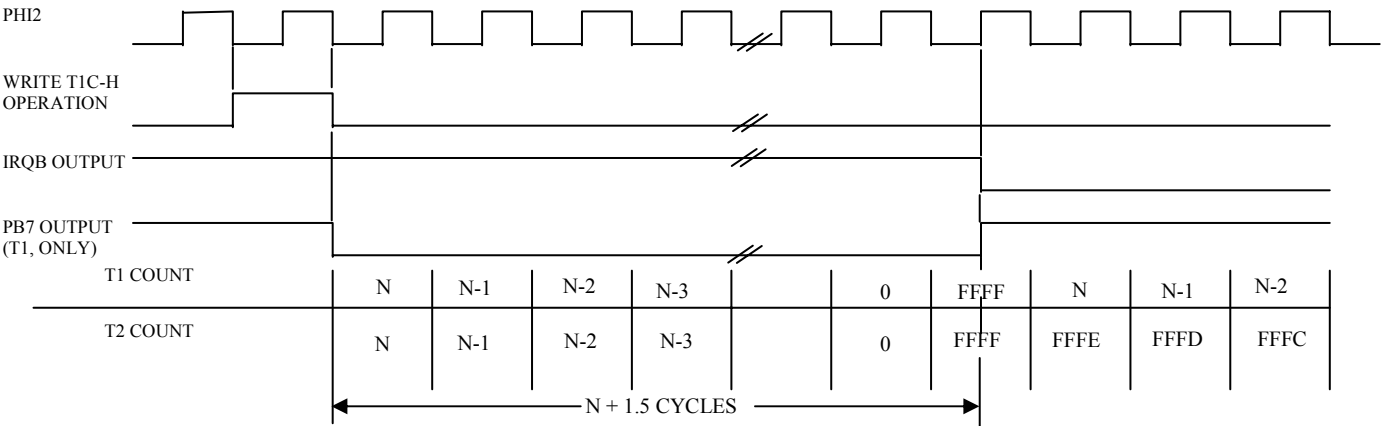 PHI2
WRITE T1C-H
OPERATION
IRQB OUTPUT
PB7 OUTPUT
(T1, ONLY)
T1 COUNT N N-1 N-2 N-3 0 FFFF N N-1 N-2
T2 COUNT N N-1 N-2 N-3 0 FFFF FFFE FFFD FFFC
N + 1.5 CYCLES